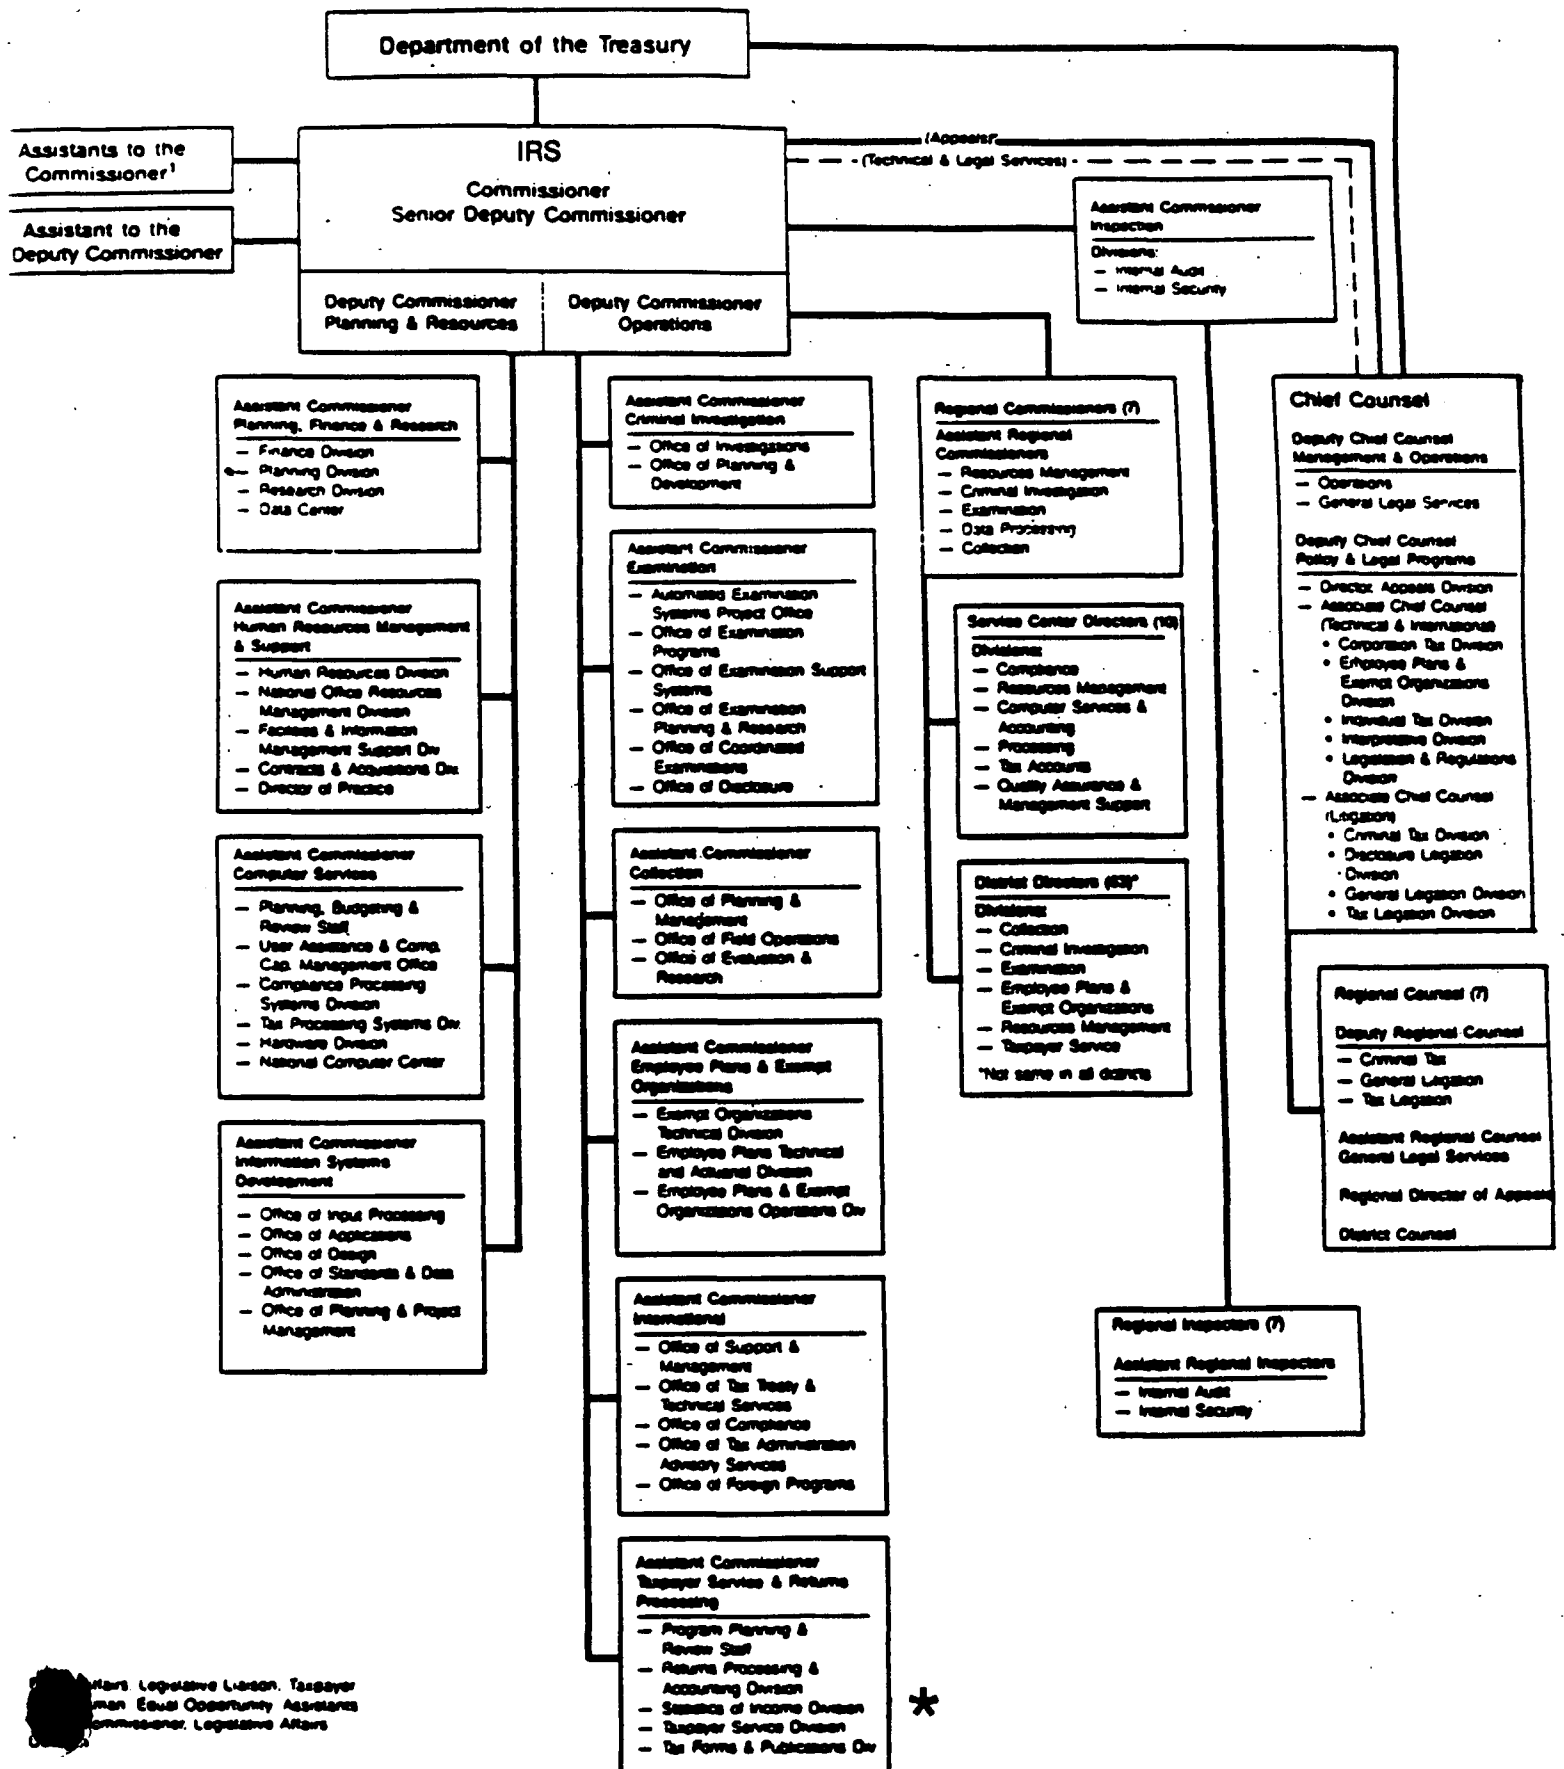 Department of the Treasury
Assistants to the
Commissioner¹
Assistant to the
Deputy Commissioner
IRS
Commissioner
Senior Deputy Commissioner
Deputy Commissioner
Planning & Resources
Deputy Commissioner
Operations
(Appeals)
(Technical & Legal Services)
Assistant Commissioner
Inspection
Divisions:
— Internal Audit
— Internal Security
Assistant Commissioner
Planning, Finance & Research
— Finance Division
— Planning Division
— Research Division
— Data Center
Assistant Commissioner
Human Resources Management
& Support
— Human Resources Division
— National Office Resources
Management Division
— Facilities & Information
Management Support Div
— Contracts & Acquisitions Div.
— Director of Practice
Assistant Commissioner
Computer Services
— Planning, Budgeting &
Review Staff
— User Assistance & Comp.
Cap. Management Office
— Compliance Processing
Systems Division
— Tax Processing Systems Div.
— Hardware Division
— National Computer Center
Assistant Commissioner
Information Systems
Development
— Office of Input Processing
— Office of Applications
— Office of Design
— Office of Standards & Data
Administration
— Office of Planning & Project
Management
Assistant Commissioner
Criminal Investigation
— Office of Investigations
— Office of Planning &
Development
Assistant Commissioner
Examination
— Automated Examination
Systems Project Office
— Office of Examination
Programs
— Office of Examination Support
Systems
— Office of Examination
Planning & Research
— Office of Coordinated
Examinations
— Office of Disclosure
Assistant Commissioner
Collection
— Office of Planning &
Management
— Office of Field Operations
— Office of Evaluation &
Research
Assistant Commissioner
Employee Plans & Exempt
Organizations
— Exempt Organizations
Technical Division
— Employee Plans Technical
and Actuarial Division
— Employee Plans & Exempt
Organizations Operations Div
Assistant Commissioner
International
— Office of Support &
Management
— Office of Tax Treaty &
Technical Services
— Office of Compliance
— Office of Tax Administration
Advisory Services
— Office of Foreign Programs
Assistant Commissioner
Taxpayer Service & Returns
Processing
— Program Planning &
Review Staff
— Returns Processing &
Accounting Division
— Statistics of Income Division
— Taxpayer Service Division
— Tax Forms & Publications Div
*
Regional Commissioners (7)
Assistant Regional
Commissioners
— Resources Management
— Criminal Investigation
— Examination
— Data Processing
— Collection
Service Center Directors (10)
Divisions:
— Compliance
— Resources Management
— Computer Services &
Accounting
— Processing
— Tax Accounts
— Quality Assurance &
Management Support
District Directors (63)*
Divisions:
— Collection
— Criminal Investigation
— Examination
— Employee Plans &
Exempt Organizations
— Resources Management
— Taxpayer Service
*Not same in all districts
Chief Counsel
Deputy Chief Counsel
Management & Operations
— Operations
— General Legal Services
Deputy Chief Counsel
Policy & Legal Programs
— Director Appeals Division
— Associate Chief Counsel
(Technical & International)
• Corporation Tax Division
• Employee Plans &
Exempt Organizations
Division
• Individual Tax Division
• Interpretative Division
• Legislation & Regulations
Division
— Associate Chief Counsel
(Litigation)
• Criminal Tax Division
• Disclosure Litigation
Division
• General Litigation Division
• Tax Litigation Division
Regional Counsel (7)
Deputy Regional Counsel
— Criminal Tax
— General Litigation
— Tax Litigation
Assistant Regional Counsel
General Legal Services
Regional Director of Appeals
District Counsel
Regional Inspectors (7)
Assistant Regional Inspectors
— Internal Audit
— Internal Security
Legislative Liaison, Taxpayer
Equal Opportunity, Assistants
Legislative Affairs